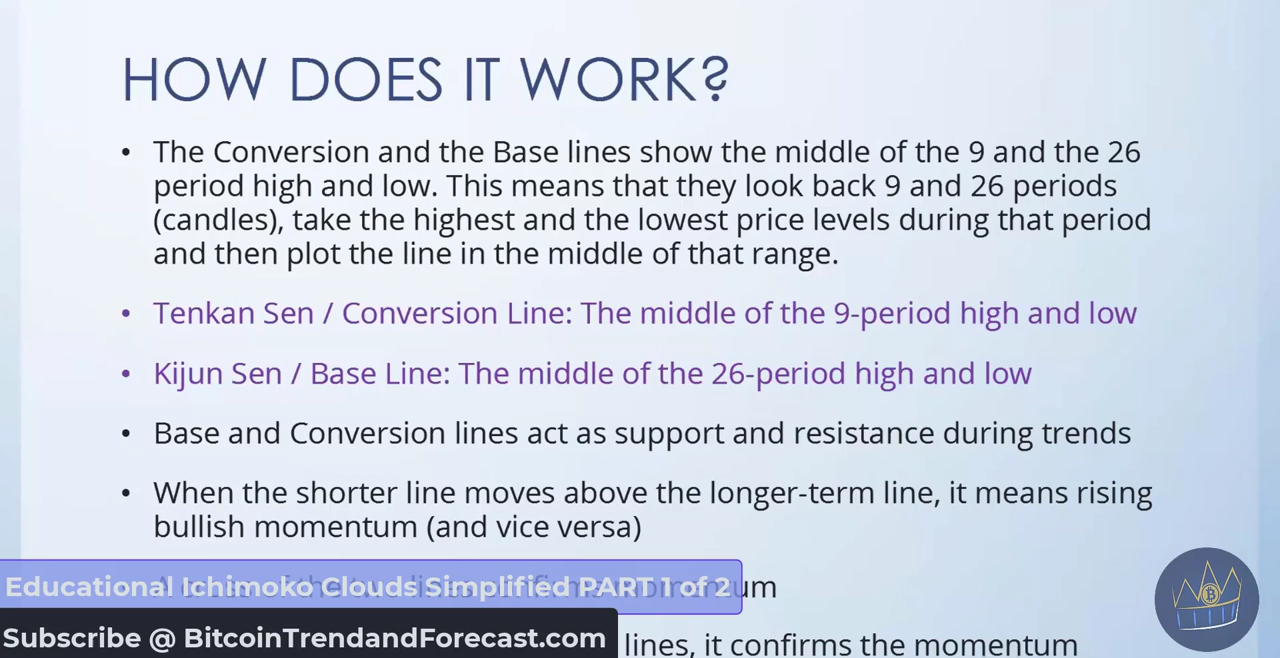 HOW DOES IT WORK?
• The Conversion and the Base lines show the middle of the 9 and the 26
period high and low. This means that they look back 9 and 26 periods
(candles), take the highest and the lowest price levels during that period
and then plot the line in the middle of that range.
• Tenkan Sen / Conversion Line: The middle of the 9-period high and low
• Kijun Sen / Base Line: The middle of the 26-period high and low
• Base and Conversion lines act as support and resistance during trends
• When the shorter line moves above the longer-term line, it means rising
bullish momentum (and vice versa)
Educational Ichimoko Clouds Simplified PART 1 of 2
Subscribe @ BitcoinTrendandForecast.com
lines, it confirms the momentum